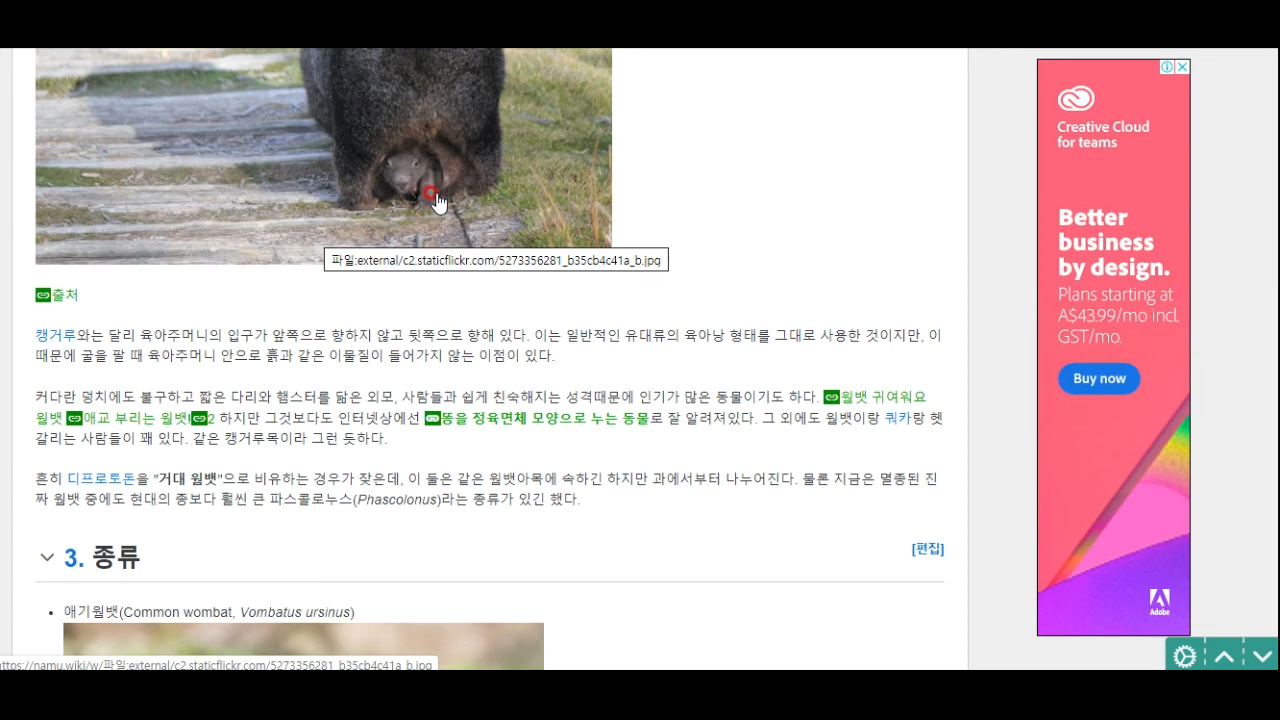 Creative Cloud
for teams
Better
business
by design.
Plans starting at
A$43.99/mo incl.
GST/mo.
Buy now
Adobe
파일:external/c2.staticflickr.com/5273356281_b35cb4c41a_b.jpg
출처
캥거루와는 달리 육아주머니의 입구가 앞쪽으로 향하지 않고 뒷쪽으로 향해 있다. 이는 일반적인 유대류의 육아낭 형태를 그대로 사용한 것이지만, 이
때문에 굴을 팔 때 육아주머니 안으로 흙과 같은 이물질이 들어가지 않는 이점이 있다.
커다란 덩치에도 불구하고 짧은 다리와 햄스터를 닮은 외모, 사람들과 쉽게 친숙해지는 성격때문에 인기가 많은 동물이기도 하다. 월뱃 귀여워요
월뱃 애교 부리는 웜뱃!2 하지만 그것보다도 인터넷상에선 똥을 정육면체 모양으로 누는 동물로 잘 알려져있다. 그 외에도 웜뱃이랑 쿼카랑 헷
갈리는 사람들이 꽤 있다. 같은 캥거루목이라 그런 듯하다.
흔히 디프로토돈을 "거대 웜뱃"으로 비유하는 경우가 잦은데, 이 둘은 같은 웜뱃아목에 속하긴 하지만 과에서부터 나누어진다. 물론 지금은 멸종된 진
짜 웜뱃 중에도 현대의 종보다 훨씬 큰 파스콜로누스(Phascolonus)라는 종류가 있긴 했다.
3. 종류
[편집]
애기웜뱃(Common wombat, Vombatus ursinus)
ttps://namu.wiki/w/파일:external/c2.staticflickr.com/5273356281_b35cb4c41a_b.jpg